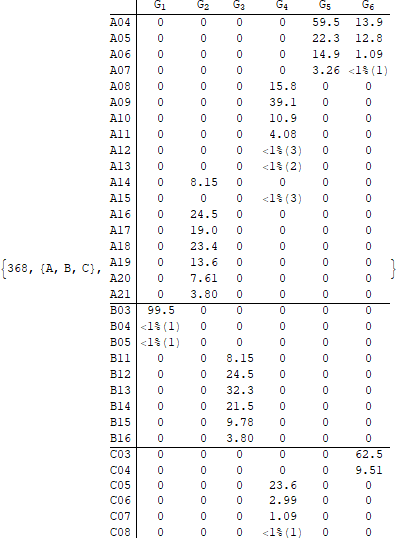 G₁ G₂ G₃ G₄ G₅ G₆
A04 0 0 0 0 59.5 13.9
A05 0 0 0 0 22.3 12.8
A06 0 0 0 0 14.9 1.09
A07 0 0 0 0 3.26 <1%(1)
A08 0 0 0 15.8 0 0
A09 0 0 0 39.1 0 0
A10 0 0 0 10.9 0 0
A11 0 0 0 4.08 0 0
A12 0 0 0 <1%(3) 0 0
A13 0 0 0 <1%(2) 0 0
A14 0 8.15 0 0 0 0
A15 0 0 0 <1%(3) 0 0
A16 0 24.5 0 0 0 0
A17 0 19.0 0 0 0 0
A18 0 23.4 0 0 0 0
{368, {A, B, C}, A19 0 13.6 0 0 0 0 }
A20 0 7.61 0 0 0 0
A21 0 3.80 0 0 0 0
B03 99.5 0 0 0 0 0
B04 <1%(1) 0 0 0 0 0
B05 <1%(1) 0 0 0 0 0
B11 0 0 8.15 0 0 0
B12 0 0 24.5 0 0 0
B13 0 0 32.3 0 0 0
B14 0 0 21.5 0 0 0
B15 0 0 9.78 0 0 0
B16 0 0 3.80 0 0 0
C03 0 0 0 0 0 62.5
C04 0 0 0 0 0 9.51
C05 0 0 0 23.6 0 0
C06 0 0 0 2.99 0 0
C07 0 0 0 1.09 0 0
C08 0 0 0 <1%(1) 0 0